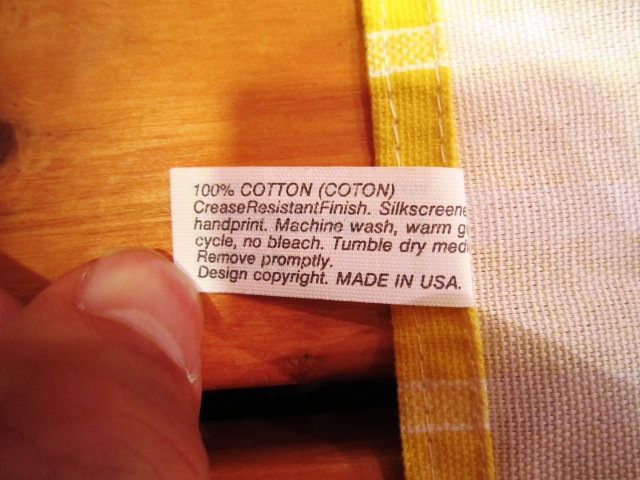 100% COTTON (COTON)
CreaseResistantFinish. Silkscreene
handprint. Machine wash, warm g
cycle, no bleach. Tumble dry med
Remove promptly.
Design copyright. MADE IN USA.